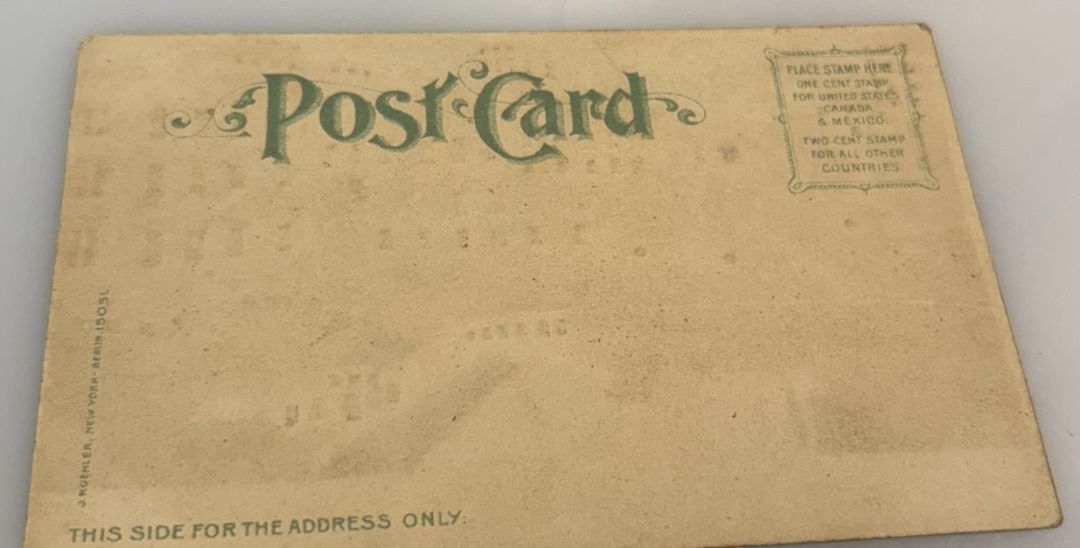 Post Card
PLACE STAMP HERE
ONE CENT STAMP
FOR UNITED STATES
CANADA
& MEXICO
TWO CENT STAMP
FOR ALL OTHER
COUNTRIES
J. KOEHLER, NEW YORK - BERLIN. 1503L
THIS SIDE FOR THE ADDRESS ONLY.